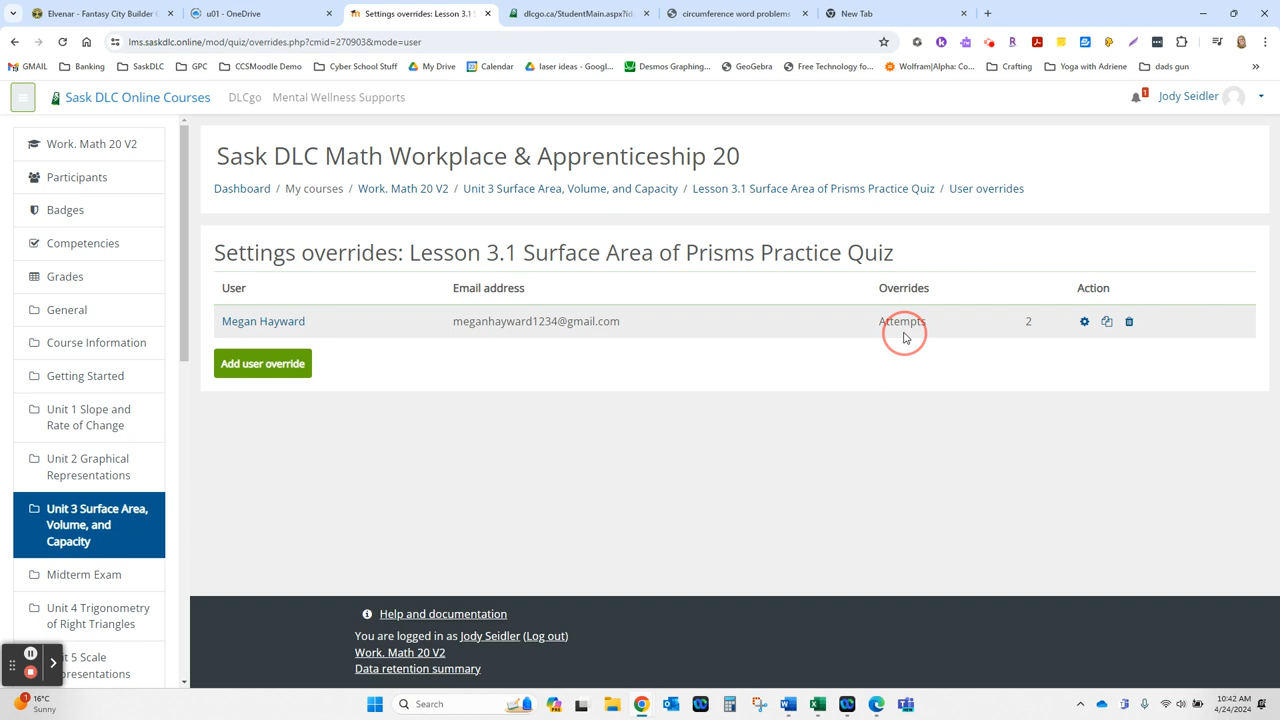 Elvenar - Fantasy City Builder G
u01 - OneDrive
Settings overrides: Lesson 3.1 S
dlcgo.ca/StudentMain.aspx?id
circumference word problems
New Tab
lms.saskdlc.online/mod/quiz/overrides.php?cmid=270903&mode=user
GMAIL
Banking
SaskDLC
GPC
CCSMoodle Demo
Cyber School Stuff
My Drive
Calendar
laser ideas - Googl...
Desmos Graphing,...
GeoGebra
Free Technology fo...
Wolfram|Alpha: Co...
Crafting
Yoga with Adriene
dads gun
Sask DLC Online Courses
DLCgo
Mental Wellness Supports
1
Jody Seidler
Work. Math 20 V2
Participants
Badges
Competencies
Grades
General
Course Information
Getting Started
Unit 1 Slope and
Rate of Change
Unit 2 Graphical
Representations
Unit 3 Surface Area,
Volume, and
Capacity
Midterm Exam
Unit 4 Trigonometry
of Right Triangles
5 Scale
presentations
Sask DLC Math Workplace & Apprenticeship 20
Dashboard / My courses / Work. Math 20 V2 / Unit 3 Surface Area, Volume, and Capacity / Lesson 3.1 Surface Area of Prisms Practice Quiz / User overrides
Settings overrides: Lesson 3.1 Surface Area of Prisms Practice Quiz
User Email address Overrides Action
Megan Hayward meganhayward1234@gmail.com Attempts 2
Add user override
Help and documentation
You are logged in as Jody Seidler (Log out)
Work. Math 20 V2
Data retention summary
1
16°C
Sunny
Search
10:42 AM
4/24/2024